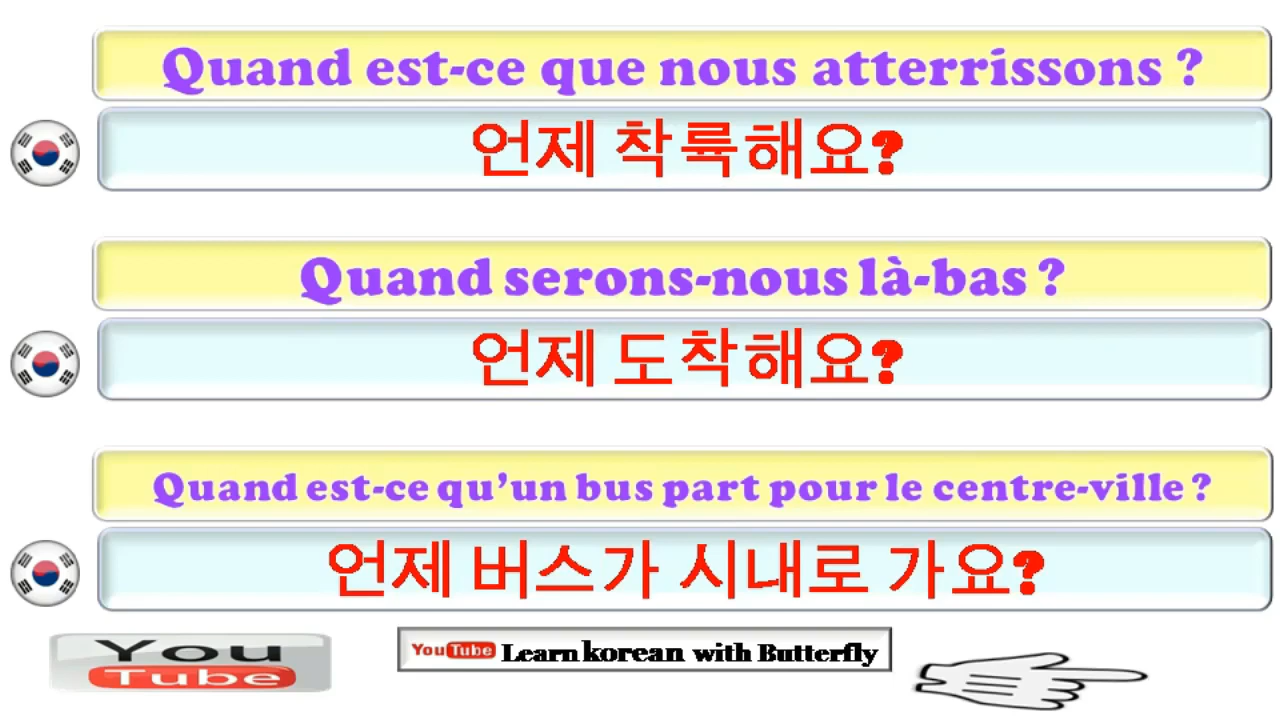 Quand est-ce que nous atterrissons ?
언제 착륙해요?
Quand serons-nous là-bas ?
언제 도착해요?
Quand est-ce qu'un bus part pour le centre-ville ?
언제 버스가 시내로 가요?
You
Tube
YouTube Learn korean with Butterfly